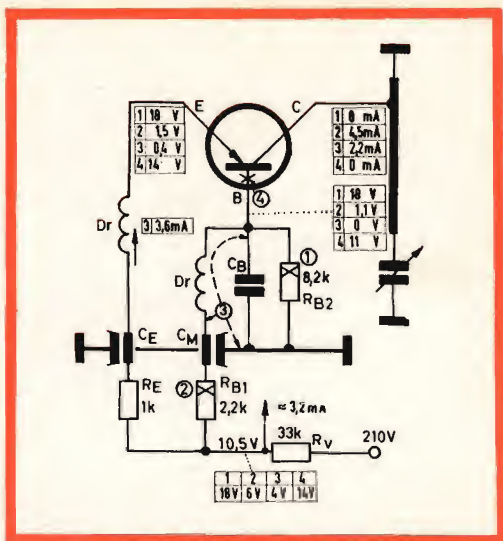 E
C
1 18 V
2 1,5 V
3 0,4 V
4 14 V
1 0 mA
2 4,5mA
3 2,2mA
4 0 mA
B
④
1 18 V
2 1,1 V
3 0 V
4 11 V
Dr
3 3,6mA
Dr
CB
①
8,2k
RB2
③
CE
CM
RE
1k
②
RB1
2,2k
≈3,2mA
10,5V
33k
RV
210V
1 2 3 4
18V 6V 4V 14V